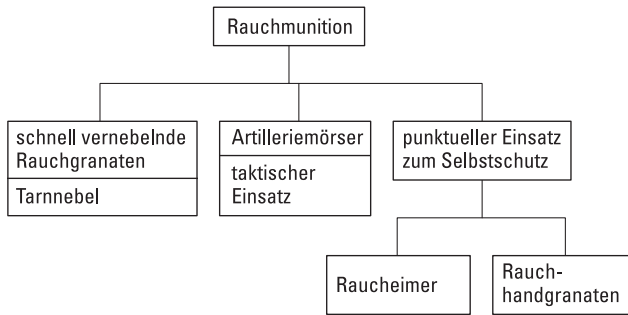 Rauchmunition
schnell vernebelnde
Rauchgranaten
Tarnnebel
Artilleriemörser
taktischer
Einsatz
punktueller Einsatz
zum Selbstschutz
Raucheimer
Rauch-
handgranaten